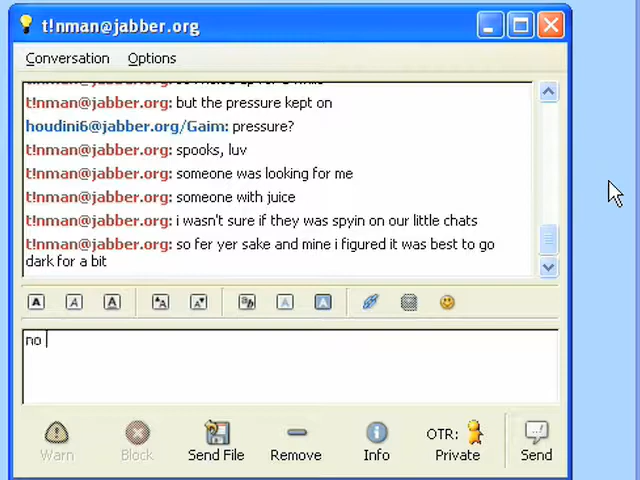 t!nman@jabber.org
Conversation Options
t!nman@jabber.org:
t!nman@jabber.org: but the pressure kept on
houdini6@jabber.org/Gaim: pressure?
t!nman@jabber.org: spooks, luv
t!nman@jabber.org: someone was looking for me
t!nman@jabber.org: someone with juice
t!nman@jabber.org: i wasn't sure if they was spyin on our little chats
t!nman@jabber.org: so fer yer sake and mine i figured it was best to go
dark for a bit
no
OTR:
Warn Block Send File Remove Info Private Send